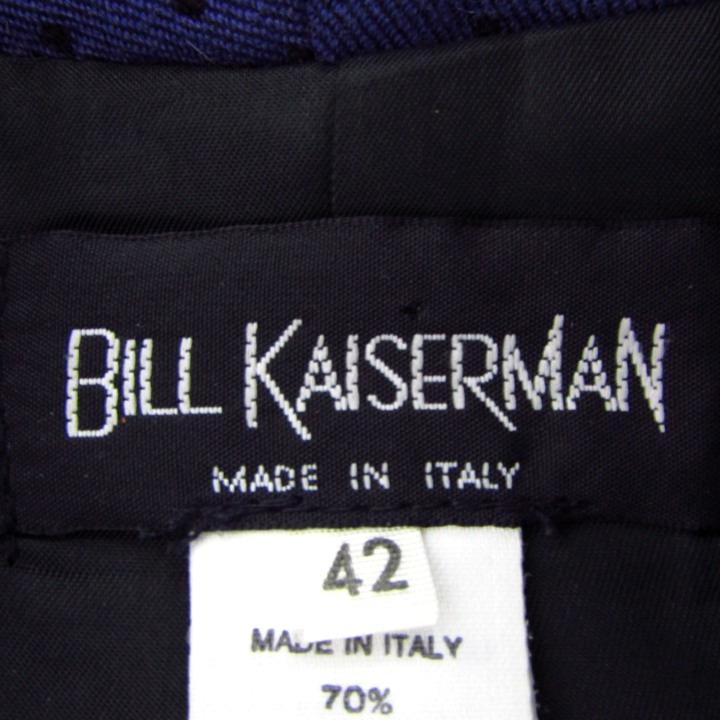 BILL KAISERMAN
MADE IN ITALY
42
MADE IN ITALY
70%